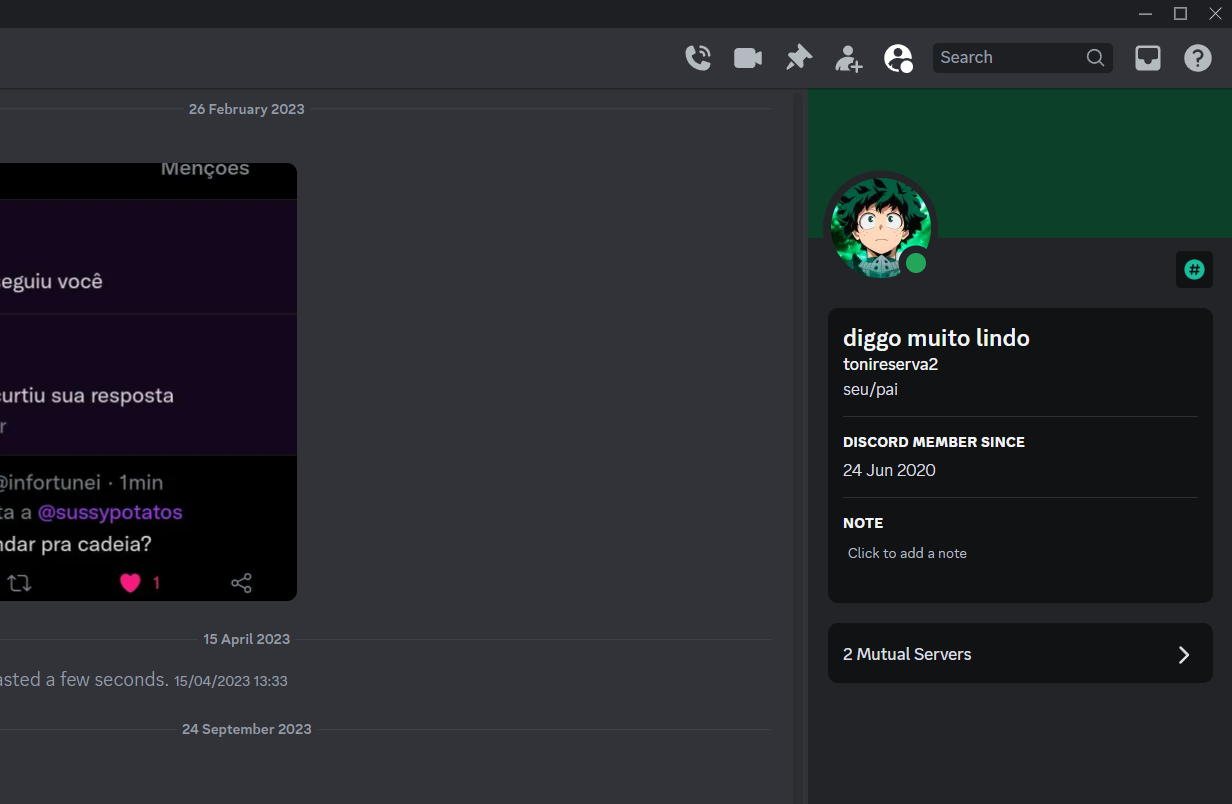 Search
26 February 2023
Menções
seguiu você
curtiu sua resposta
r
@infortunei · 1min
ta a @sussypotatos
ndar pra cadeia?
1
15 April 2023
asted a few seconds. 15/04/2023 13:33
24 September 2023
diggo muito lindo
tonireserva2
seu/pai
DISCORD MEMBER SINCE
24 Jun 2020
NOTE
Click to add a note
2 Mutual Servers